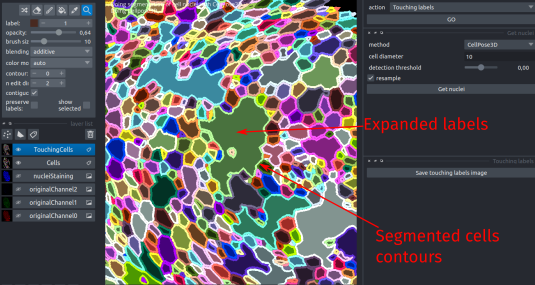 label:
1
opacity:
0,64
brush size:
10
blending:
additive
color mo
auto
contour:
0
n edit di
2
contiguo
preserve
labels:
show
selected
layer list
TouchingCells
Cells
nucleiStaining
originalChannel2
originalChannel1
originalChannel0
Expanded labels
Segmented cells
contours
action
Touching labels
GO
Get nuclei
method
CellPose3D
cell diameter
10
detection threshold
0,00
resample
Get nuclei
Touching labels
Save touching labels image